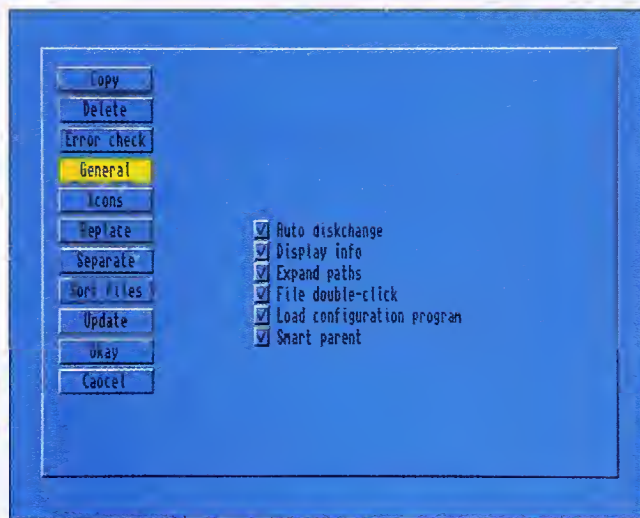 Copy
Delete
Error check
General
Icons
Replace
Separate
Sort files
Update
Okay
Cancel
Auto diskchange
Display info
Expand paths
File double-click
Load configuration program
Smart parent